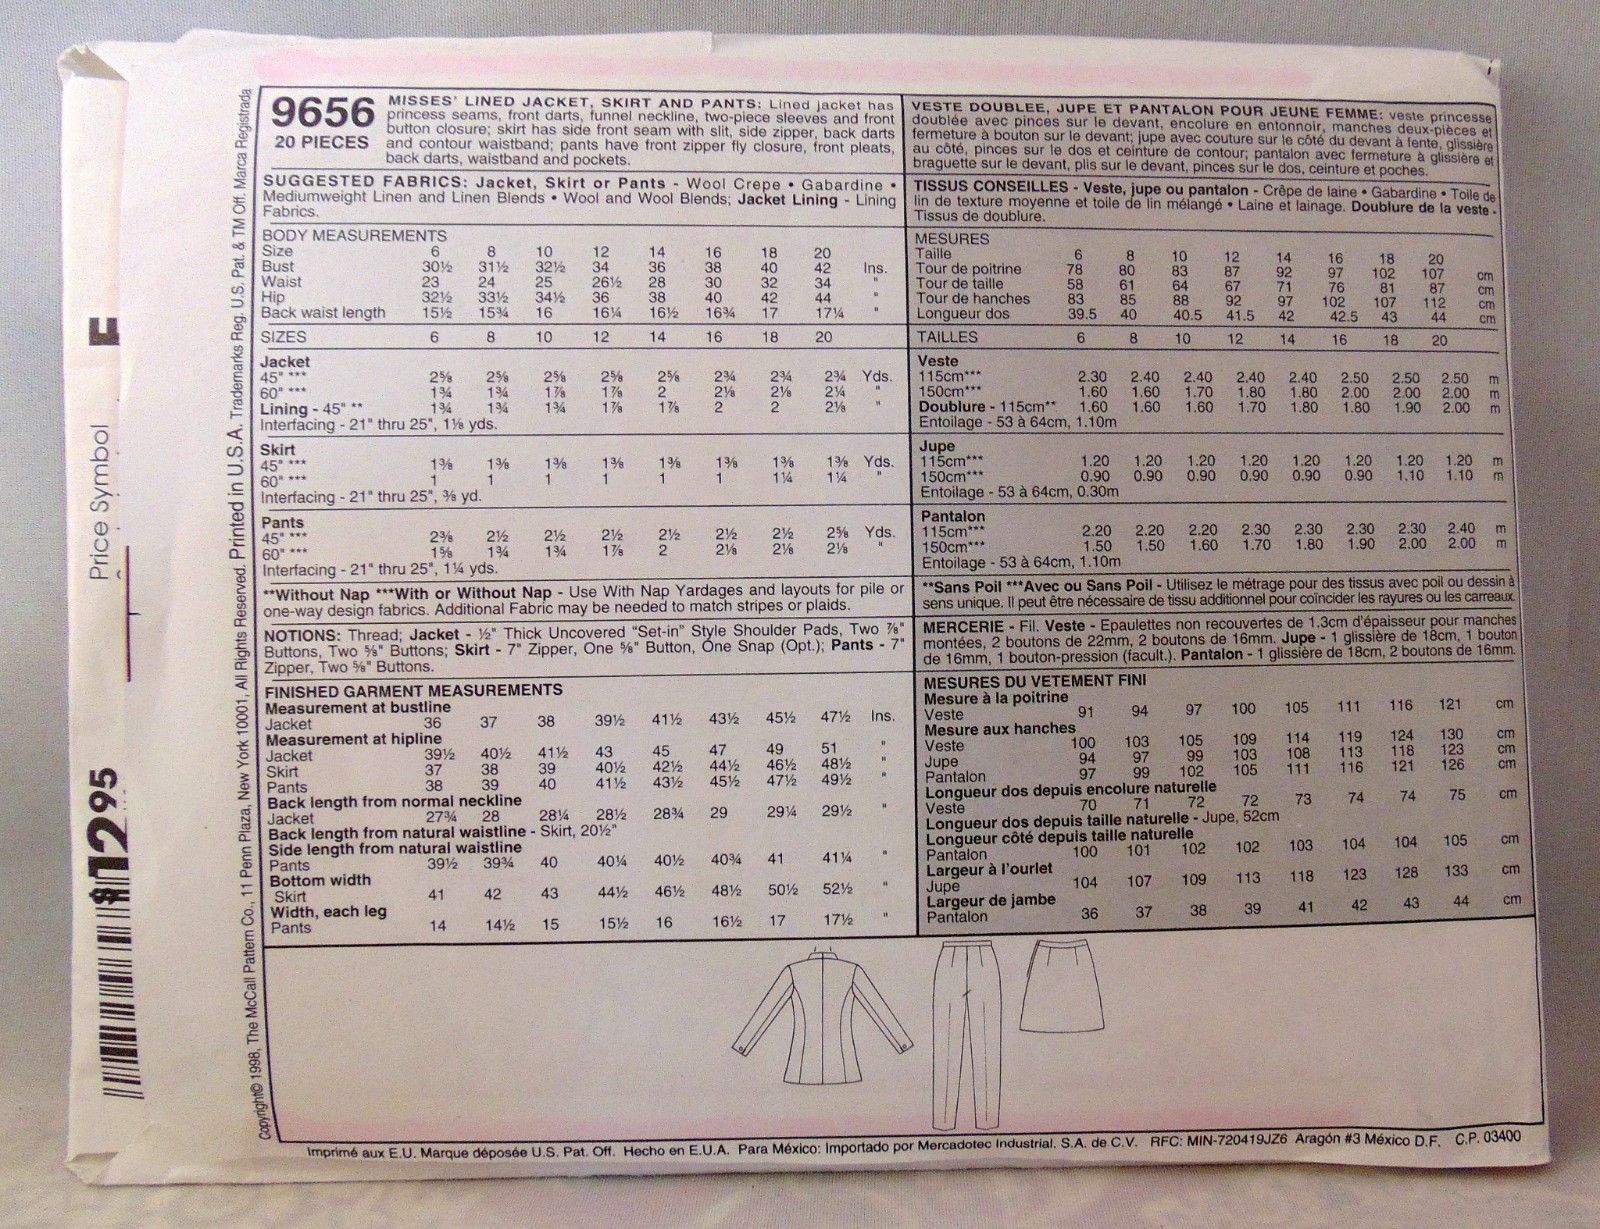 Price Symbol E
$1295
Copyright© 1998, The McCall Pattern Co., 11 Penn Plaza, New York 10001, All Rights Reserved. Printed in U.S.A. Trademarks Reg. U.S. Pat. & TM Off. Marca Registrada
9656
20 PIECES
MISSES' LINED JACKET, SKIRT AND PANTS: Lined jacket has
princess seams, front darts, funnel neckline, two-piece sleeves and front
button closure; skirt has side front seam with slit, side zipper, back darts
and contour waistband; pants have front zipper fly closure, front pleats,
back darts, waistband and pockets.
SUGGESTED FABRICS: Jacket, Skirt or Pants - Wool Crepe • Gabardine •
Mediumweight Linen and Linen Blends • Wool and Wool Blends; Jacket Lining - Lining
Fabrics.
BODY MEASUREMENTS
Size 6 8 10 12 14 16 18 20
Bust 30½ 31½ 32½ 34 36 38 40 42 Ins.
Waist 23 24 25 26½ 28 30 32 34 "
Hip 32½ 33½ 34½ 36 38 40 42 44 "
Back waist length 15½ 15¾ 16 16¼ 16½ 16¾ 17 17¼ "
SIZES 6 8 10 12 14 16 18 20
Jacket
45" *** 2⅝ 2⅝ 2⅝ 2⅝ 2⅝ 2¾ 2¾ 2¾ Yds.
60" *** 1¾ 1¾ 1⅞ 1⅞ 2 2⅛ 2⅛ 2¼ "
Lining - 45" ** 1¾ 1¾ 1¾ 1⅞ 1⅞ 2 2 2⅛ "
Interfacing - 21" thru 25", 1⅛ yds.
Skirt
45" *** 1⅜ 1⅜ 1⅜ 1⅜ 1⅜ 1⅜ 1⅜ 1⅜ Yds.
60" *** 1 1 1 1 1 1 1¼ 1¼ "
Interfacing - 21" thru 25", ⅜ yd.
Pants
45" *** 2⅜ 2½ 2½ 2½ 2½ 2½ 2½ 2⅝ Yds.
60" *** 1⅝ 1¾ 1¾ 1⅞ 2 2⅛ 2⅛ 2⅛ "
Interfacing - 21" thru 25", 1¼ yds.
**Without Nap ***With or Without Nap - Use With Nap Yardages and layouts for pile or
one-way design fabrics. Additional Fabric may be needed to match stripes or plaids.
NOTIONS: Thread; Jacket - ½" Thick Uncovered "Set-in" Style Shoulder Pads, Two ⅞"
Buttons, Two ⅝" Buttons; Skirt - 7" Zipper, One ⅝" Button, One Snap (Opt.); Pants - 7"
Zipper, Two ⅝" Buttons.
FINISHED GARMENT MEASUREMENTS
Measurement at bustline
Jacket 36 37 38 39½ 41½ 43½ 45½ 47½ Ins.
Measurement at hipline
Jacket 39½ 40½ 41½ 43 45 47 49 51 "
Skirt 37 38 39 40½ 42½ 44½ 46½ 48½ "
Pants 38 39 40 41½ 43½ 45½ 47½ 49½ "
Back length from normal neckline
Jacket 27¾ 28 28¼ 28½ 28¾ 29 29¼ 29½ "
Back length from natural waistline - Skirt, 20½"
Side length from natural waistline
Pants 39½ 39¾ 40 40¼ 40½ 40¾ 41 41¼ "
Bottom width
Skirt 41 42 43 44½ 46½ 48½ 50½ 52½ "
Width, each leg
Pants 14 14½ 15 15½ 16 16½ 17 17½ "
VESTE DOUBLEE, JUPE ET PANTALON POUR JEUNE FEMME: veste princesse
doublée avec pinces sur le devant, encolure en entonnoir, manches deux-pièces et
fermeture à bouton sur le devant; jupe avec couture sur le côté du devant à fente, glissière
au côté, pinces sur le dos et ceinture de contour; pantalon avec fermeture à glissière et
braguette sur le devant, plis sur le devant, pinces sur le dos, ceinture et poches.
TISSUS CONSEILLES - Veste, jupe ou pantalon - Crêpe de laine • Gabardine • Toile de
lin de texture moyenne et toile de lin mélangé • Laine et lainage. Doublure de la veste -
Tissus de doublure.
MESURES
Taille 6 8 10 12 14 16 18 20
Tour de poitrine 78 80 83 87 92 97 102 107 cm
Tour de taille 58 61 64 67 71 76 81 87 cm
Tour de hanches 83 85 88 92 97 102 107 112 cm
Longueur dos 39.5 40 40.5 41.5 42 42.5 43 44 cm
TAILLES 6 8 10 12 14 16 18 20
Veste
115cm*** 2.30 2.40 2.40 2.40 2.40 2.50 2.50 2.50 m
150cm*** 1.60 1.60 1.70 1.80 1.80 2.00 2.00 2.00 m
Doublure - 115cm** 1.60 1.60 1.60 1.70 1.80 1.80 1.90 2.00 m
Entoilage - 53 à 64cm, 1.10m
Jupe
115cm*** 1.20 1.20 1.20 1.20 1.20 1.20 1.20 1.20 m
150cm*** 0.90 0.90 0.90 0.90 0.90 0.90 1.10 1.10 m
Entoilage - 53 à 64cm, 0.30m
Pantalon
115cm*** 2.20 2.20 2.20 2.30 2.30 2.30 2.30 2.40 m
150cm*** 1.50 1.50 1.60 1.70 1.80 1.90 2.00 2.00 m
Entoilage - 53 à 64cm, 1.10m
**Sans Poil ***Avec ou Sans Poil - Utilisez le métrage pour des tissus avec poil ou dessin à
sens unique. Il peut être nécessaire de tissu additionnel pour coïncider les rayures ou les carreaux.
MERCERIE - Fil. Veste - Epaulettes non recouvertes de 1.3cm d'épaisseur pour manches
montées, 2 boutons de 22mm, 2 boutons de 16mm. Jupe - 1 glissière de 18cm, 1 bouton
de 16mm, 1 bouton-pression (facult.). Pantalon - 1 glissière de 18cm, 2 boutons de 16mm.
MESURES DU VETEMENT FINI
Mesure à la poitrine
Veste 91 94 97 100 105 111 116 121 cm
Mesure aux hanches
Veste 100 103 105 109 114 119 124 130 cm
Jupe 94 97 99 103 108 113 118 123 cm
Pantalon 97 99 102 105 111 116 121 126 cm
Longueur dos depuis encolure naturelle
Veste 70 71 72 72 73 74 74 75 cm
Longueur dos depuis taille naturelle - Jupe, 52cm
Longueur côté depuis taille naturelle
Pantalon 100 101 102 102 103 104 104 105 cm
Largeur à l'ourlet
Jupe 104 107 109 113 118 123 128 133 cm
Largeur de jambe
Pantalon 36 37 38 39 41 42 43 44 cm
Imprimé aux E.U. Marque déposée U.S. Pat. Off. Hecho en E.U.A. Para México: Importado por Mercadotec Industrial. S.A. de C.V. RFC: MIN-720419JZ6 Aragón #3 México D.F. C.P. 03400